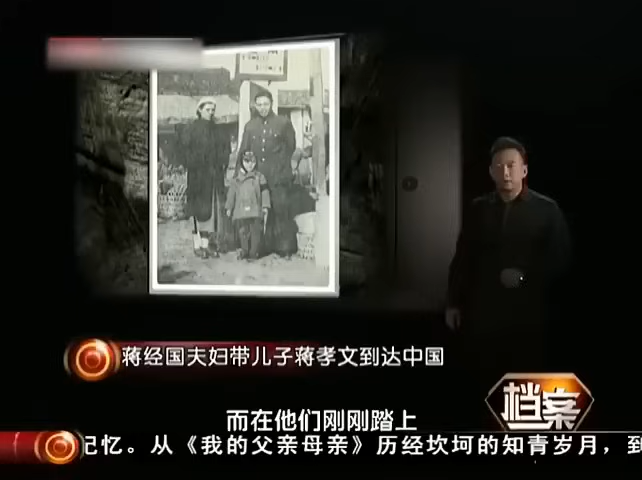 蒋经国夫妇带儿子蒋孝文到达中国
档案
而在他们刚刚踏上
记忆。从《我的父亲母亲》历经坎坷的知青岁月，到